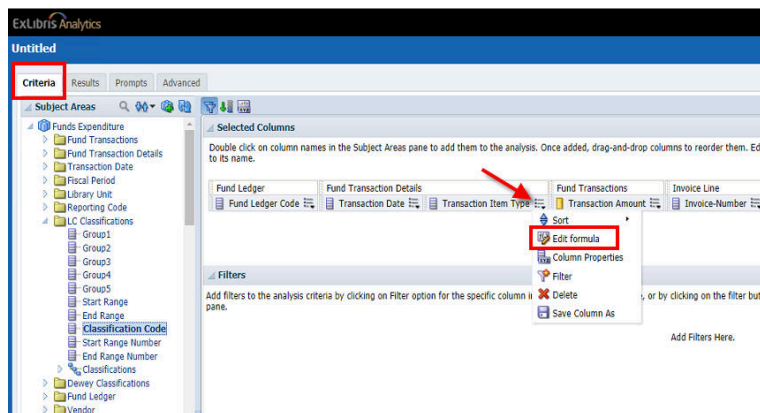 ExLibris Analytics
Untitled
Criteria Results Prompts Advanced
Subject Areas
Funds Expenditure
Fund Transactions
Fund Transaction Details
Transaction Date
Fiscal Period
Library Unit
Reporting Code
LC Classifications
Group1
Group2
Group3
Group4
Group5
Start Range
End Range
Classification Code
Start Range Number
End Range Number
Classifications
Dewey Classifications
Fund Ledger
Vendor
Selected Columns
Double click on column names in the Subject Areas pane to add them to the analysis. Once added, drag-and-drop columns to reorder them. Ed
to its name.
Fund Ledger Fund Transaction Details Fund Transactions Invoice Line
Fund Ledger Code Transaction Date Transaction Item Type Transaction Amount Invoice-Number
Sort
Edit formula
Column Properties
Filter
Delete
Save Column As
Filters
Add filters to the analysis criteria by clicking on Filter option for the specific column i , or by clicking on the filter but
pane.
Add Filters Here.